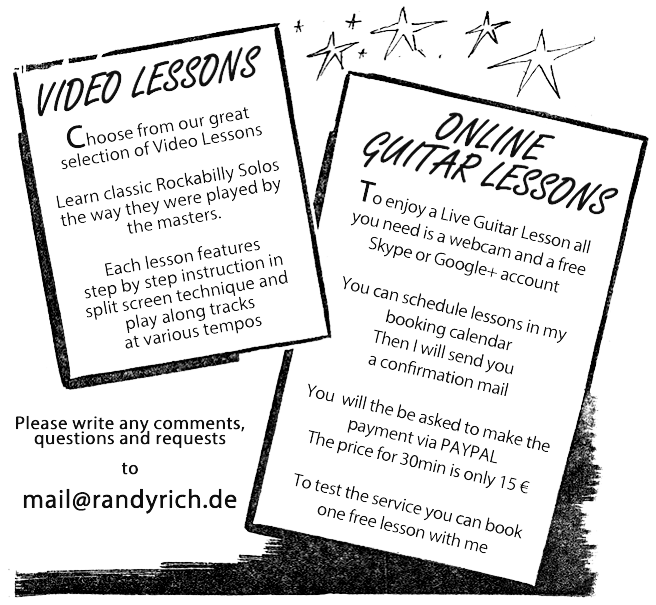 VIDEO LESSONS
Choose from our great
selection of Video Lessons
Learn classic Rockabilly Solos
the way they were played by
the masters.
Each lesson features
step by step instruction in
split screen technique and
play along tracks
at various tempos
ONLINE
GUITAR LESSONS
To enjoy a Live Guitar Lesson all
you need is a webcam and a free
Skype or Google+ account
You can schedule lessons in my
booking calendar
Then I will send you
a confirmation mail
You will the be asked to make the
payment via PAYPAL
The price for 30min is only 15 €
To test the service you can book
one free lesson with me
Please write any comments,
questions and requests
to
mail@randyrich.de